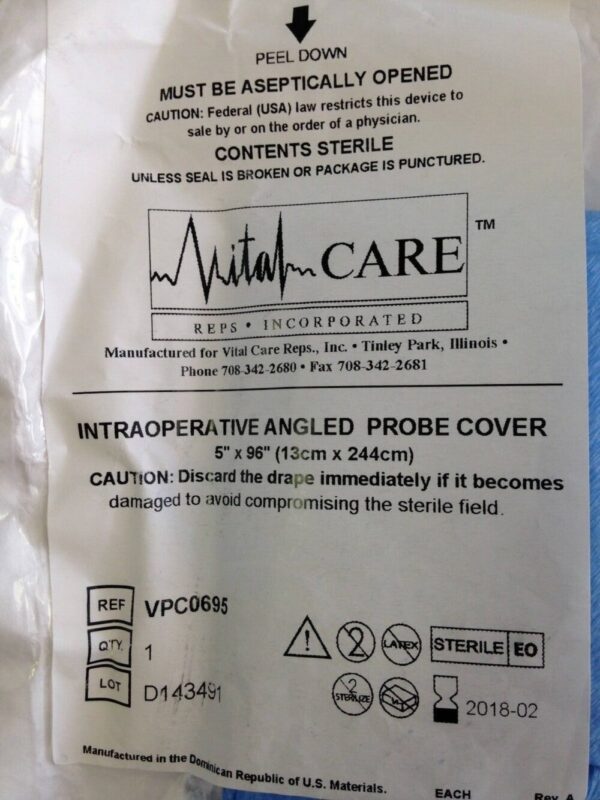 PEEL DOWN
MUST BE ASEPTICALLY OPENED
CAUTION: Federal (USA) law restricts this device to
sale by or on the order of a physician.
CONTENTS STERILE
UNLESS SEAL IS BROKEN OR PACKAGE IS PUNCTURED.
Vital CARE ™
REPS • INCORPORATED
Manufactured for Vital Care Reps., Inc. • Tinley Park, Illinois •
Phone 708-342-2680 • Fax 708-342-2681
INTRAOPERATIVE ANGLED PROBE COVER
5" x 96" (13cm x 244cm)
CAUTION: Discard the drape immediately if it becomes
damaged to avoid compromising the sterile field.
REF VPC0695
QTY. 1
! 2 LATEX STERILE EO
LOT D143491
2 STERILIZE 2018-02
Manufactured in the Dominican Republic of U.S. Materials.
EACH
Rev. A